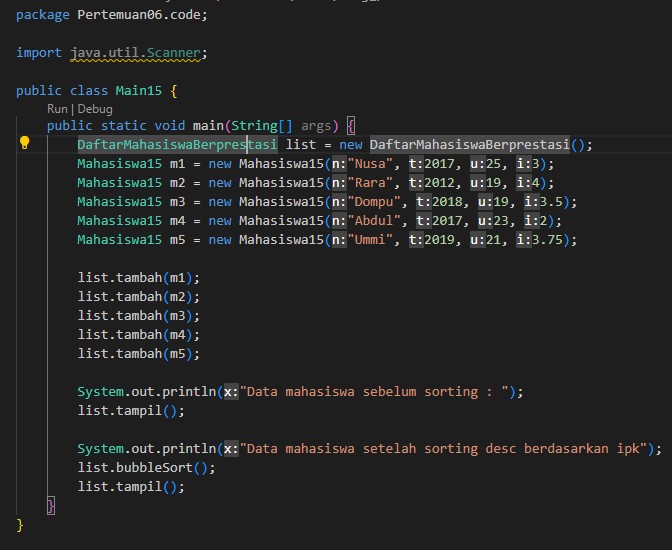 package Pertemuan06.code;
import java.util.Scanner;
public class Main15 {
Run | Debug
public static void main(String[] args) {
DaftarMahasiswaBerprestasi list = new DaftarMahasiswaBerprestasi();
Mahasiswa15 m1 = new Mahasiswa15(n:"Nusa", t:2017, u:25, i:3);
Mahasiswa15 m2 = new Mahasiswa15(n:"Rara", t:2012, u:19, i:4);
Mahasiswa15 m3 = new Mahasiswa15(n:"Dompu", t:2018, u:19, i:3.5);
Mahasiswa15 m4 = new Mahasiswa15(n:"Abdul", t:2017, u:23, i:2);
Mahasiswa15 m5 = new Mahasiswa15(n:"Ummi", t:2019, u:21, i:3.75);
list.tambah(m1);
list.tambah(m2);
list.tambah(m3);
list.tambah(m4);
list.tambah(m5);
System.out.println(x:"Data mahasiswa sebelum sorting : ");
list.tampil();
System.out.println(x:"Data mahasiswa setelah sorting desc berdasarkan ipk");
list.bubbleSort();
list.tampil();
}
}